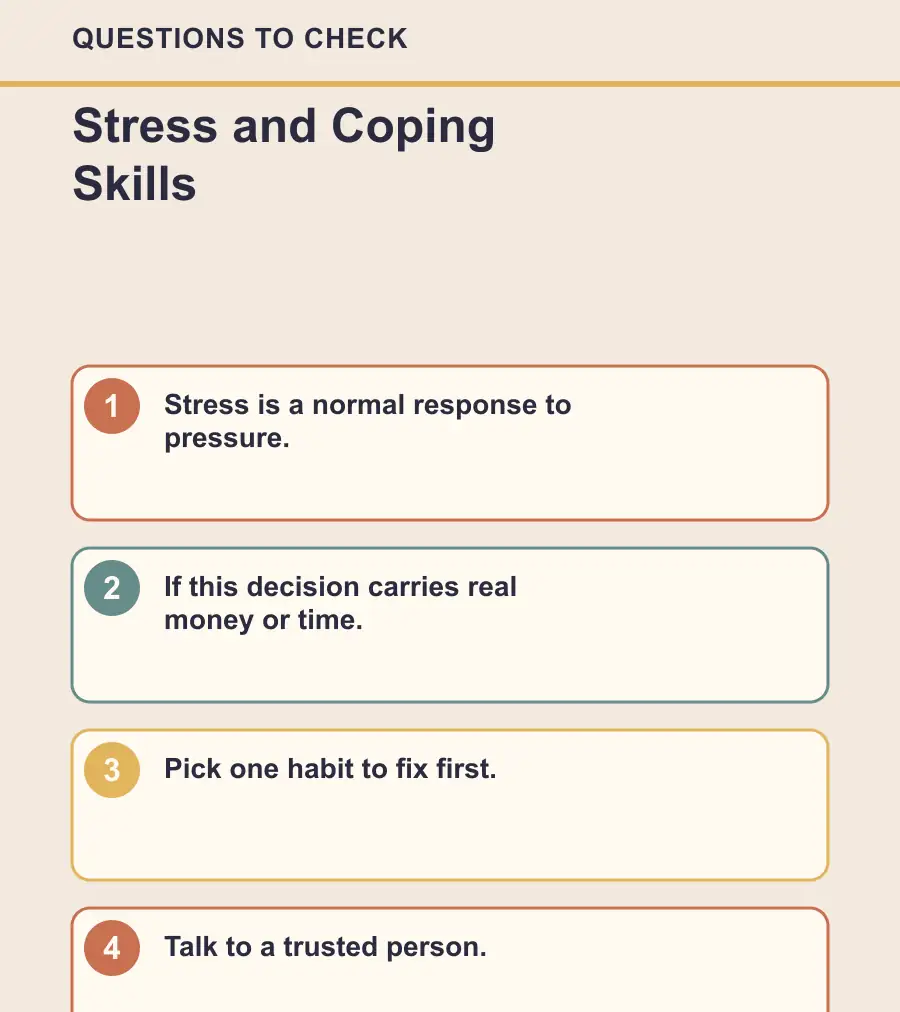 QUESTIONS TO CHECK
Stress and Coping
Skills
1
Stress is a normal response to
pressure.
2
If this decision carries real
money or time.
3
Pick one habit to fix first.
4
Talk to a trusted person.